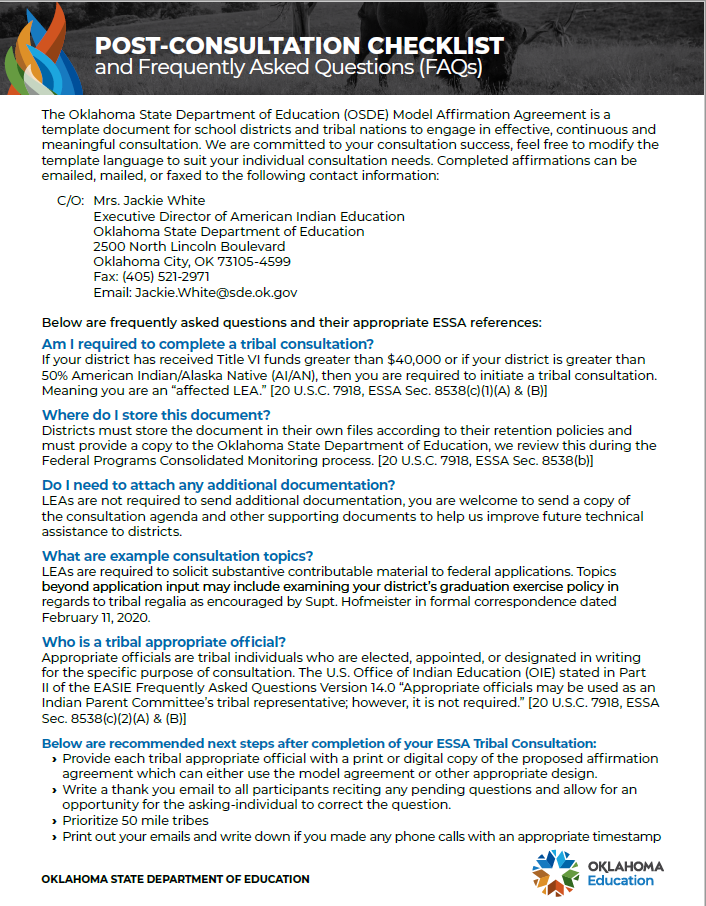 POST-CONSULTATION CHECKLIST
and Frequently Asked Questions (FAQs)
The Oklahoma State Department of Education (OSDE) Model Affirmation Agreement is a
template document for school districts and tribal nations to engage in effective, continuous and
meaningful consultation. We are committed to your consultation success, feel free to modify the
template language to suit your individual consultation needs. Completed affirmations can be
emailed, mailed, or faxed to the following contact information:
C/O: Mrs. Jackie White
Executive Director of American Indian Education
Oklahoma State Department of Education
2500 North Lincoln Boulevard
Oklahoma City, OK 73105-4599
Fax: (405) 521-2971
Email: Jackie.White@sde.ok.gov
Below are frequently asked questions and their appropriate ESSA references:
Am I required to complete a tribal consultation?
If your district has received Title VI funds greater than $40,000 or if your district is greater than
50% American Indian/Alaska Native (AI/AN), then you are required to initiate a tribal consultation.
Meaning you are an “affected LEA.” [20 U.S.C. 7918, ESSA Sec. 8538(c)(1)(A) & (B)]
Where do I store this document?
Districts must store the document in their own files according to their retention policies and
must provide a copy to the Oklahoma State Department of Education, we review this during the
Federal Programs Consolidated Monitoring process. [20 U.S.C. 7918, ESSA Sec. 8538(b)]
Do I need to attach any additional documentation?
LEAs are not required to send additional documentation, you are welcome to send a copy of
the consultation agenda and other supporting documents to help us improve future technical
assistance to districts.
What are example consultation topics?
LEAs are required to solicit substantive contributable material to federal applications. Topics
beyond application input may include examining your district’s graduation exercise policy in
regards to tribal regalia as encouraged by Supt. Hofmeister in formal correspondence dated
February 11, 2020.
Who is a tribal appropriate official?
Appropriate officials are tribal individuals who are elected, appointed, or designated in writing
for the specific purpose of consultation. The U.S. Office of Indian Education (OIE) stated in Part
II of the EASIE Frequently Asked Questions Version 14.0 “Appropriate officials may be used as an
Indian Parent Committee’s tribal representative; however, it is not required.” [20 U.S.C. 7918, ESSA
Sec. 8538(c)(2)(A) & (B)]
Below are recommended next steps after completion of your ESSA Tribal Consultation:
› Provide each tribal appropriate official with a print or digital copy of the proposed affirmation
agreement which can either use the model agreement or other appropriate design.
› Write a thank you email to all participants reciting any pending questions and allow for an
opportunity for the asking-individual to correct the question.
› Prioritize 50 mile tribes
› Print out your emails and write down if you made any phone calls with an appropriate timestamp
OKLAHOMA STATE DEPARTMENT OF EDUCATION
OKLAHOMA
Education